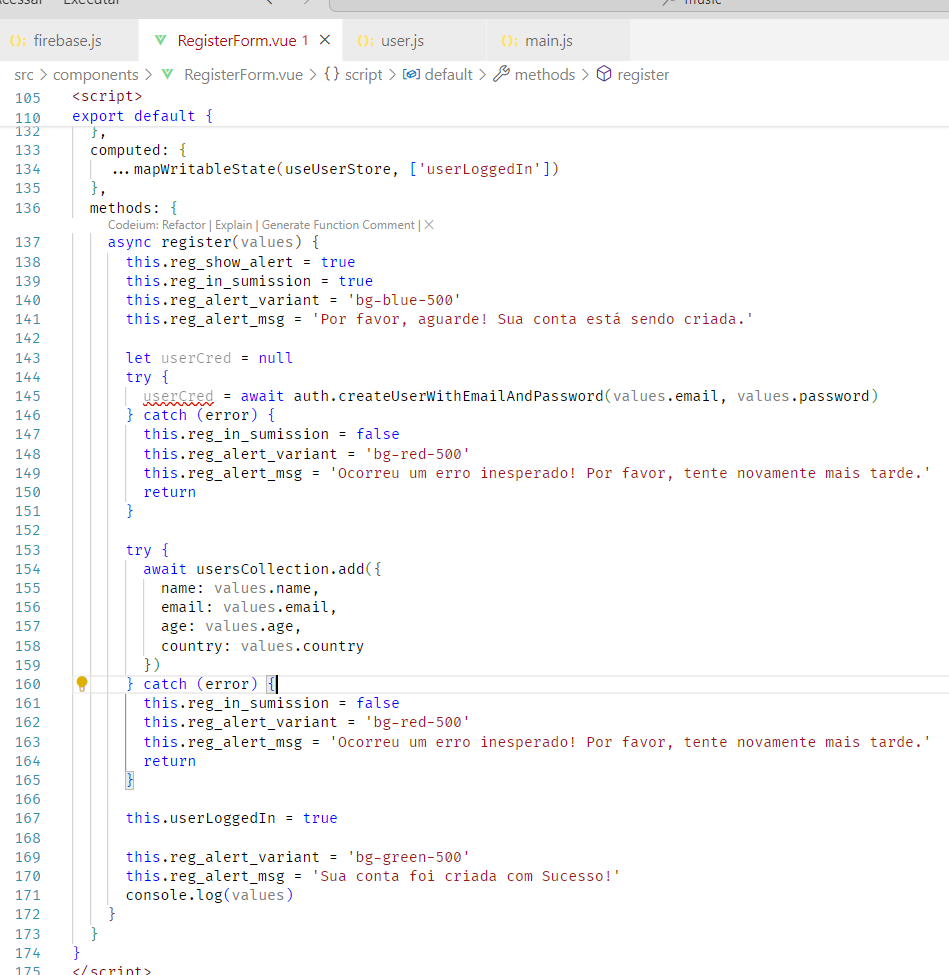 Executar
music
firebase.js
RegisterForm.vue 1
user.js
main.js
src > components > RegisterForm.vue > {} script > default > methods > register
105 <script>
110 export default {
132 },
133 computed: {
134 ...mapWritableState(useUserStore, ['userLoggedIn'])
135 },
136 methods: {
Codeium: Refactor | Explain | Generate Function Comment | X
137 async register(values) {
138 this.reg_show_alert = true
139 this.reg_in_sumission = true
140 this.reg_alert_variant = 'bg-blue-500'
141 this.reg_alert_msg = 'Por favor, aguarde! Sua conta está sendo criada.'
142
143 let userCred = null
144 try {
145 userCred = await auth.createUserWithEmailAndPassword(values.email, values.password)
146 } catch (error) {
147 this.reg_in_sumission = false
148 this.reg_alert_variant = 'bg-red-500'
149 this.reg_alert_msg = 'Ocorreu um erro inesperado! Por favor, tente novamente mais tarde.'
150 return
151 }
152
153 try {
154 await usersCollection.add({
155 name: values.name,
156 email: values.email,
157 age: values.age,
158 country: values.country
159 })
160 } catch (error) {
161 this.reg_in_sumission = false
162 this.reg_alert_variant = 'bg-red-500'
163 this.reg_alert_msg = 'Ocorreu um erro inesperado! Por favor, tente novamente mais tarde.'
164 return
165 }
166
167 this.userLoggedIn = true
168
169 this.reg_alert_variant = 'bg-green-500'
170 this.reg_alert_msg = 'Sua conta foi criada com Sucesso!'
171 console.log(values)
172 }
173 }
174 }
175 </script>